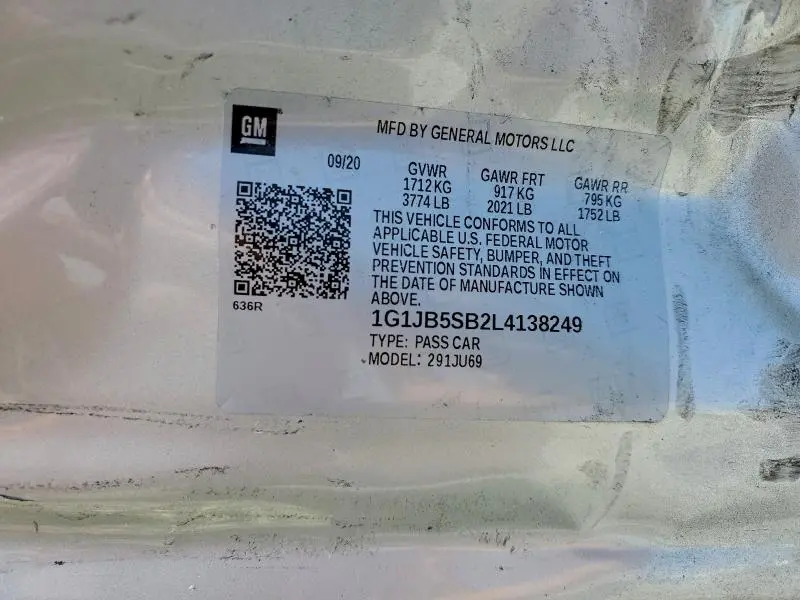 GM
MFD BY GENERAL MOTORS LLC
09/20
GVWR GAWR FRT GAWR RR
1712 KG 917 KG 795 KG
3774 LB 2021 LB 1752 LB
THIS VEHICLE CONFORMS TO ALL
APPLICABLE U.S. FEDERAL MOTOR
VEHICLE SAFETY, BUMPER, AND THEFT
PREVENTION STANDARDS IN EFFECT ON
THE DATE OF MANUFACTURE SHOWN
ABOVE.
636R
1G1JB5SB2L4138249
TYPE: PASS CAR
MODEL: 291JU69